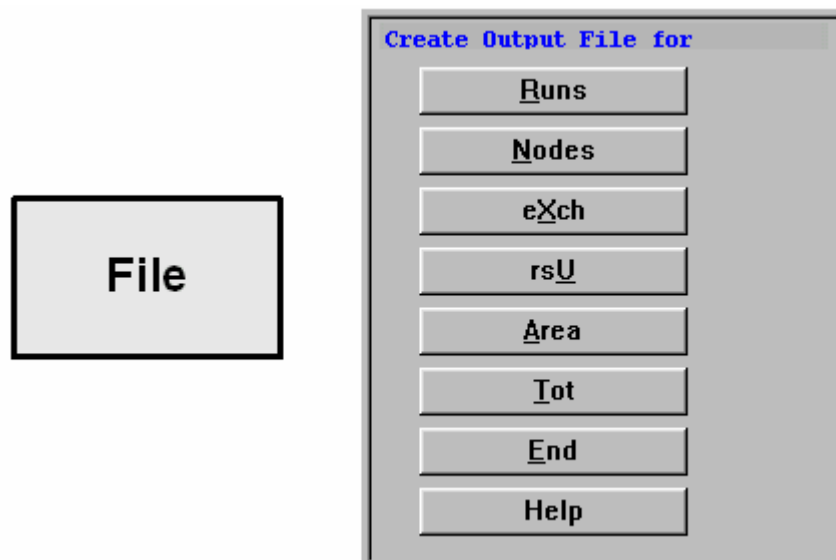 File
Create Output File for
Runs
Nodes
eXch
rsU
Area
Tot
End
Help